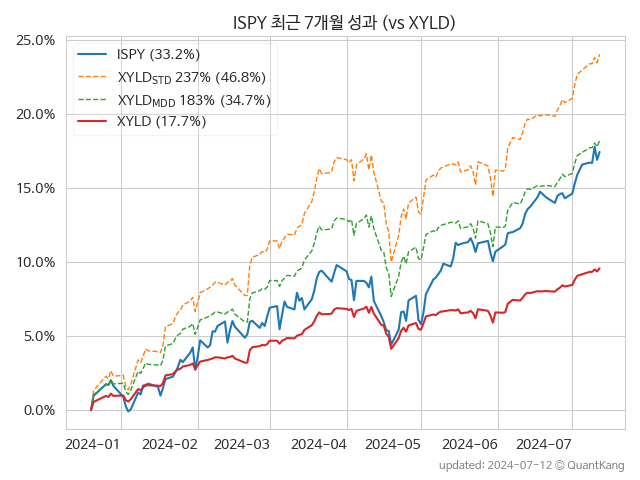 ISPY 최근 7개월 성과 (vs XYLD)
25.0%
20.0%
15.0%
10.0%
5.0%
0.0%
ISPY (33.2%)
XYLD_STD 237% (46.8%)
XYLD_MDD 183% (34.7%)
XYLD (17.7%)
2024-01 2024-02 2024-03 2024-04 2024-05 2024-06 2024-07
updated: 2024-07-12 © QuantKang